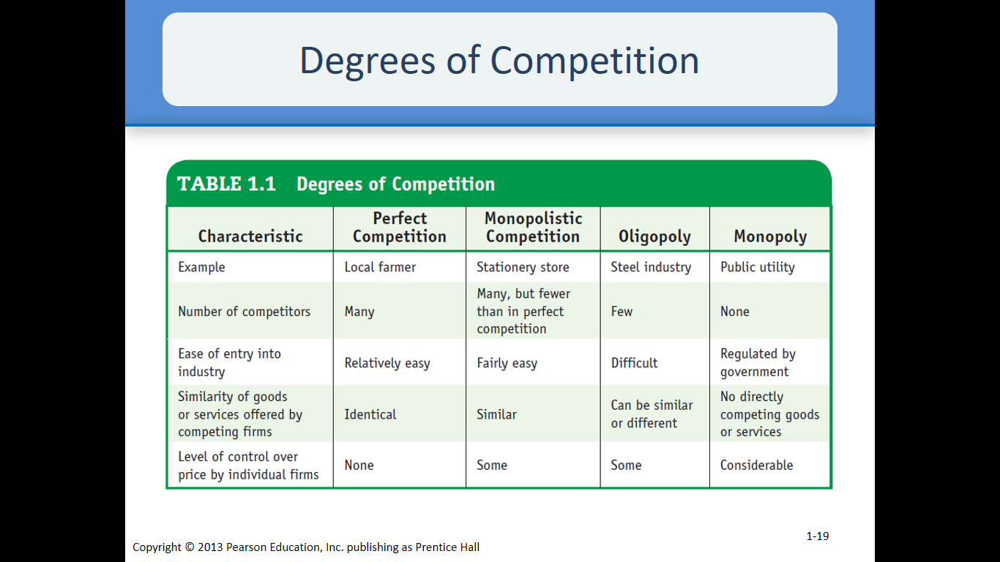 Degrees of Competition
TABLE 1.1 Degrees of Competition
Characteristic
Perfect
Competition
Monopolistic
Competition
Oligopoly
Monopoly
Example
Local farmer
Stationery store
Steel industry
Public utility
Number of competitors
Many
Many, but fewer
than in perfect
competition
Few
None
Ease of entry into
industry
Relatively easy
Fairly easy
Difficult
Regulated by
government
Similarity of goods
or services offered by
competing firms
Identical
Similar
Can be similar
or different
No directly
competing goods
or services
Level of control over
price by individual firms
None
Some
Some
Considerable
1-19
Copyright © 2013 Pearson Education, Inc. publishing as Prentice Hall